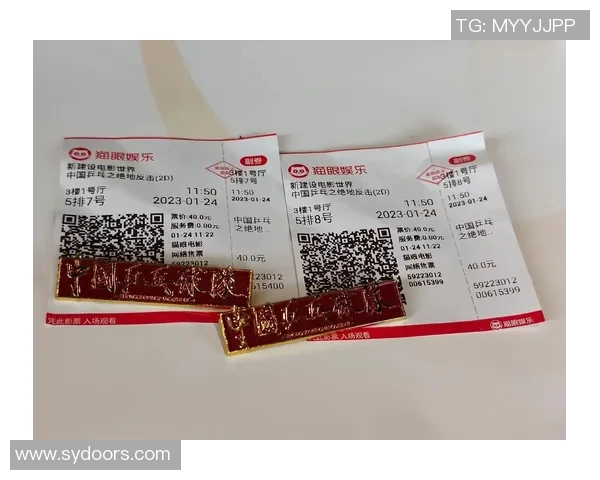 TG: MYYJJPP
猫眼娱乐
副券
新建设电影世界
中国乒乓之绝地反击(2D)
3楼1号厅
11:50
5排7号
2023-01-24
票价:40.0元
服务费:0.00元
01-24 11:22
猫眼电影
网络售票
59223012
3楼1号厅
5排7号
11:50
2023-01-24
中国乒乓
之绝地...
40.0元
59223012
00615400
凭此影票 入场观看
猫眼娱乐
副券
新建设电影世界
中国乒乓之绝地反击(2D)
3楼1号厅
11:50
5排8号
2023-01-24
票价:40.0元
服务费:0.00元
01-24 11:22
猫眼电影
网络售票
59223012
00615399
3楼1号厅
5排8号
11:50
2023-01-24
中国乒乓
之绝地...
40.0元
59223012
00615399
猫眼娱乐
中国乒乓球队
中国乒乓球队
www.sydoors.com